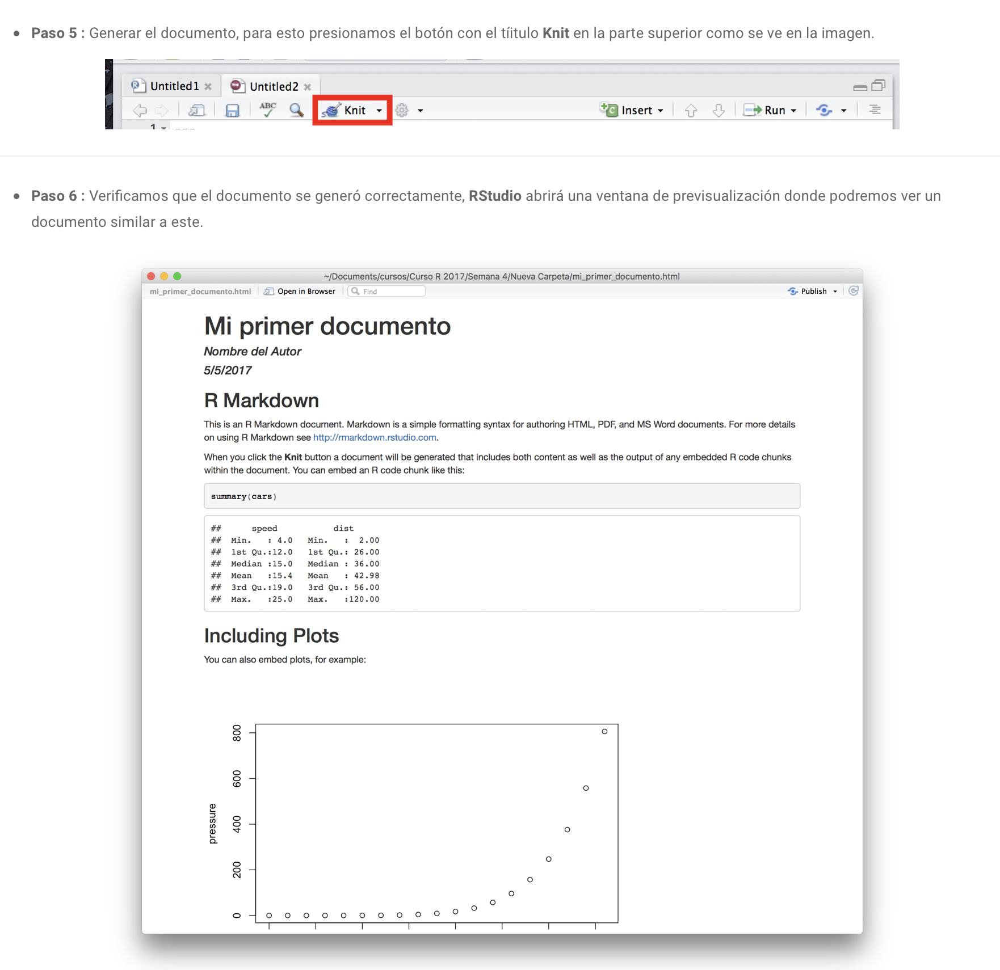 Paso 5 : Generar el documento, para esto presionamos el botón con el tíitulo Knit en la parte superior como se ve en la imagen.
Untitled1
Untitled2
ABC
Knit
Insert
Run
1 ---
Paso 6 : Verificamos que el documento se generó correctamente, RStudio abrirá una ventana de previsualización donde podremos ver un
documento similar a este.
~/Documents/cursos/Curso R 2017/Semana 4/Nueva Carpeta/mi_primer_documento.html
mi_primer_documento.html Open in Browser Find Publish
Mi primer documento
Nombre del Autor
5/5/2017
R Markdown
This is an R Markdown document. Markdown is a simple formatting syntax for authoring HTML, PDF, and MS Word documents. For more details
on using R Markdown see http://rmarkdown.rstudio.com.
When you click the Knit button a document will be generated that includes both content as well as the output of any embedded R code chunks
within the document. You can embed an R code chunk like this:
summary(cars)
##      speed           dist
##  Min.   : 4.0   Min.   :  2.00
##  1st Qu.:12.0   1st Qu.: 26.00
##  Median :15.0   Median : 36.00
##  Mean   :15.4   Mean   : 42.98
##  3rd Qu.:19.0   3rd Qu.: 56.00
##  Max.   :25.0   Max.   :120.00
Including Plots
You can also embed plots, for example:
800
600
400
200
0
pressure